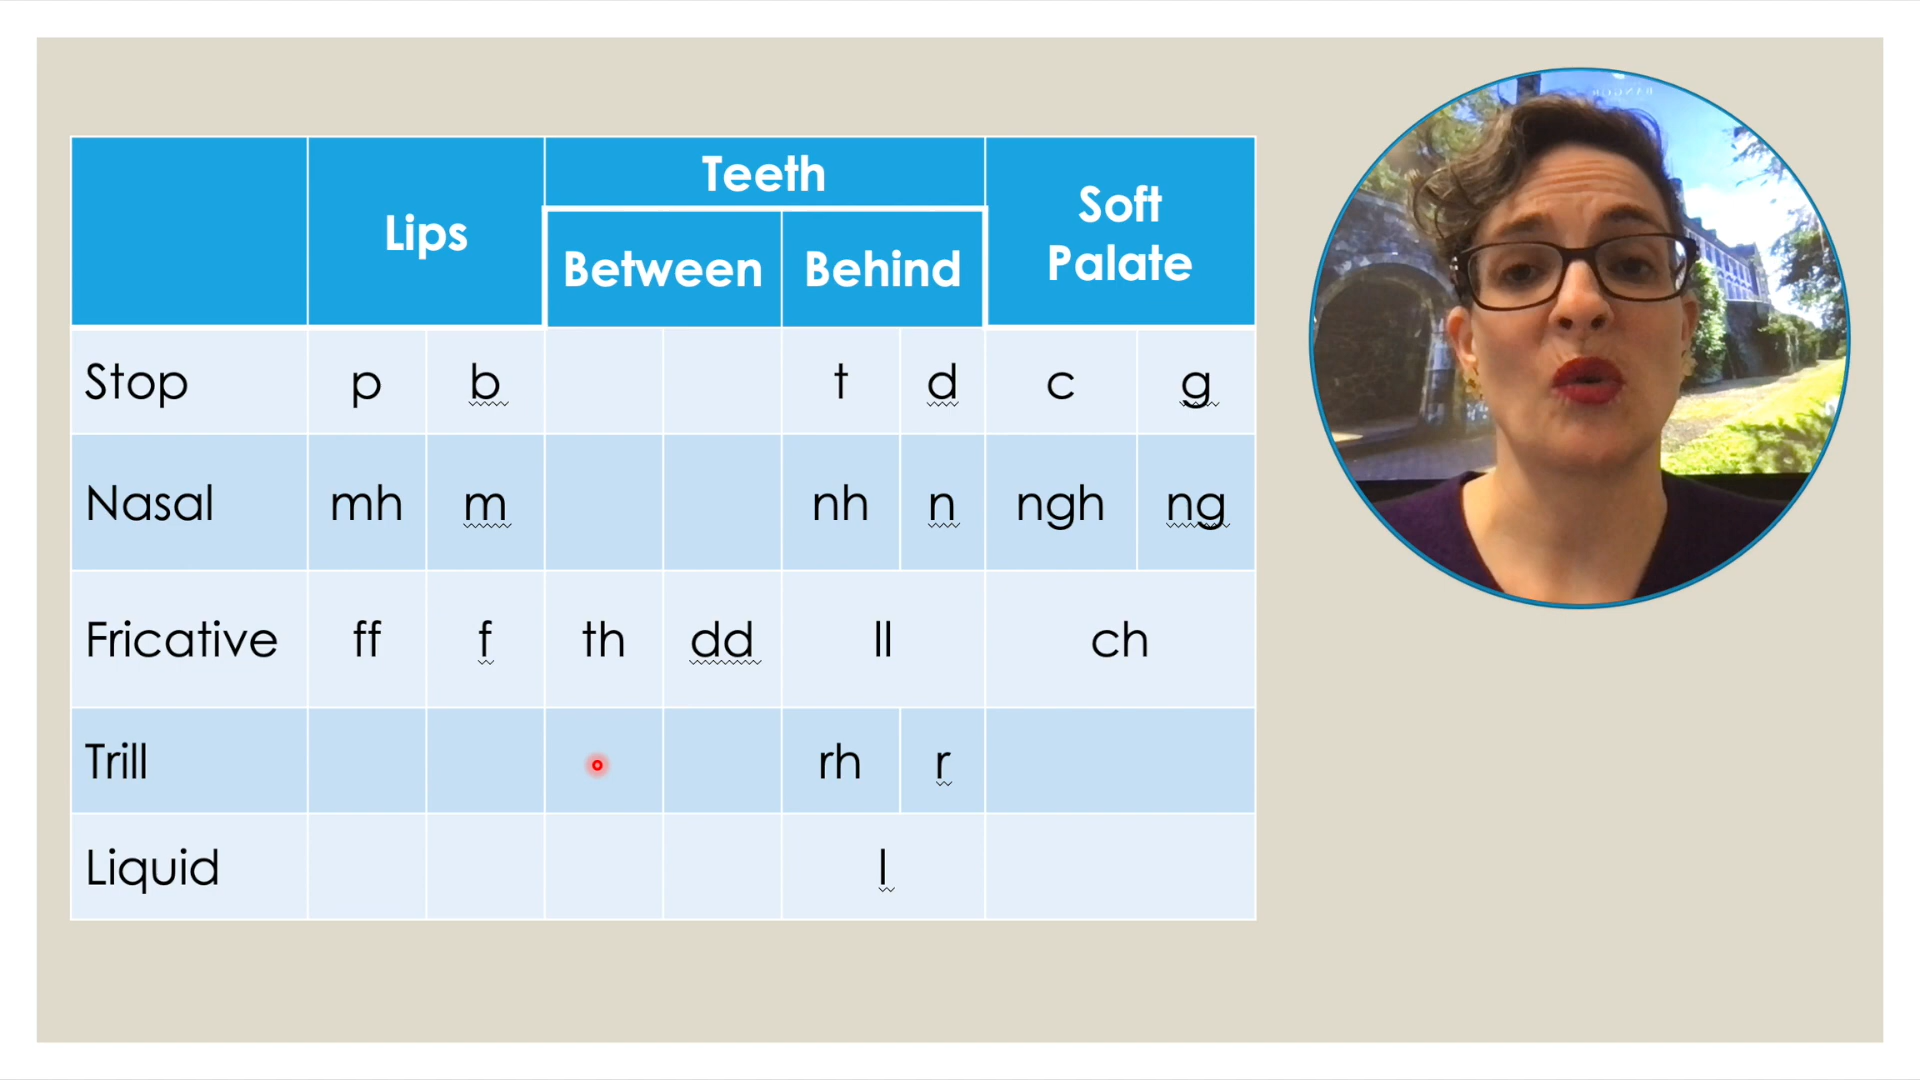 Lips
Teeth
Soft
Palate
Between
Behind
Stop p b t d c g
Nasal mh m nh n ngh ng
Fricative ff f th dd ll ch
Trill rh r
Liquid l